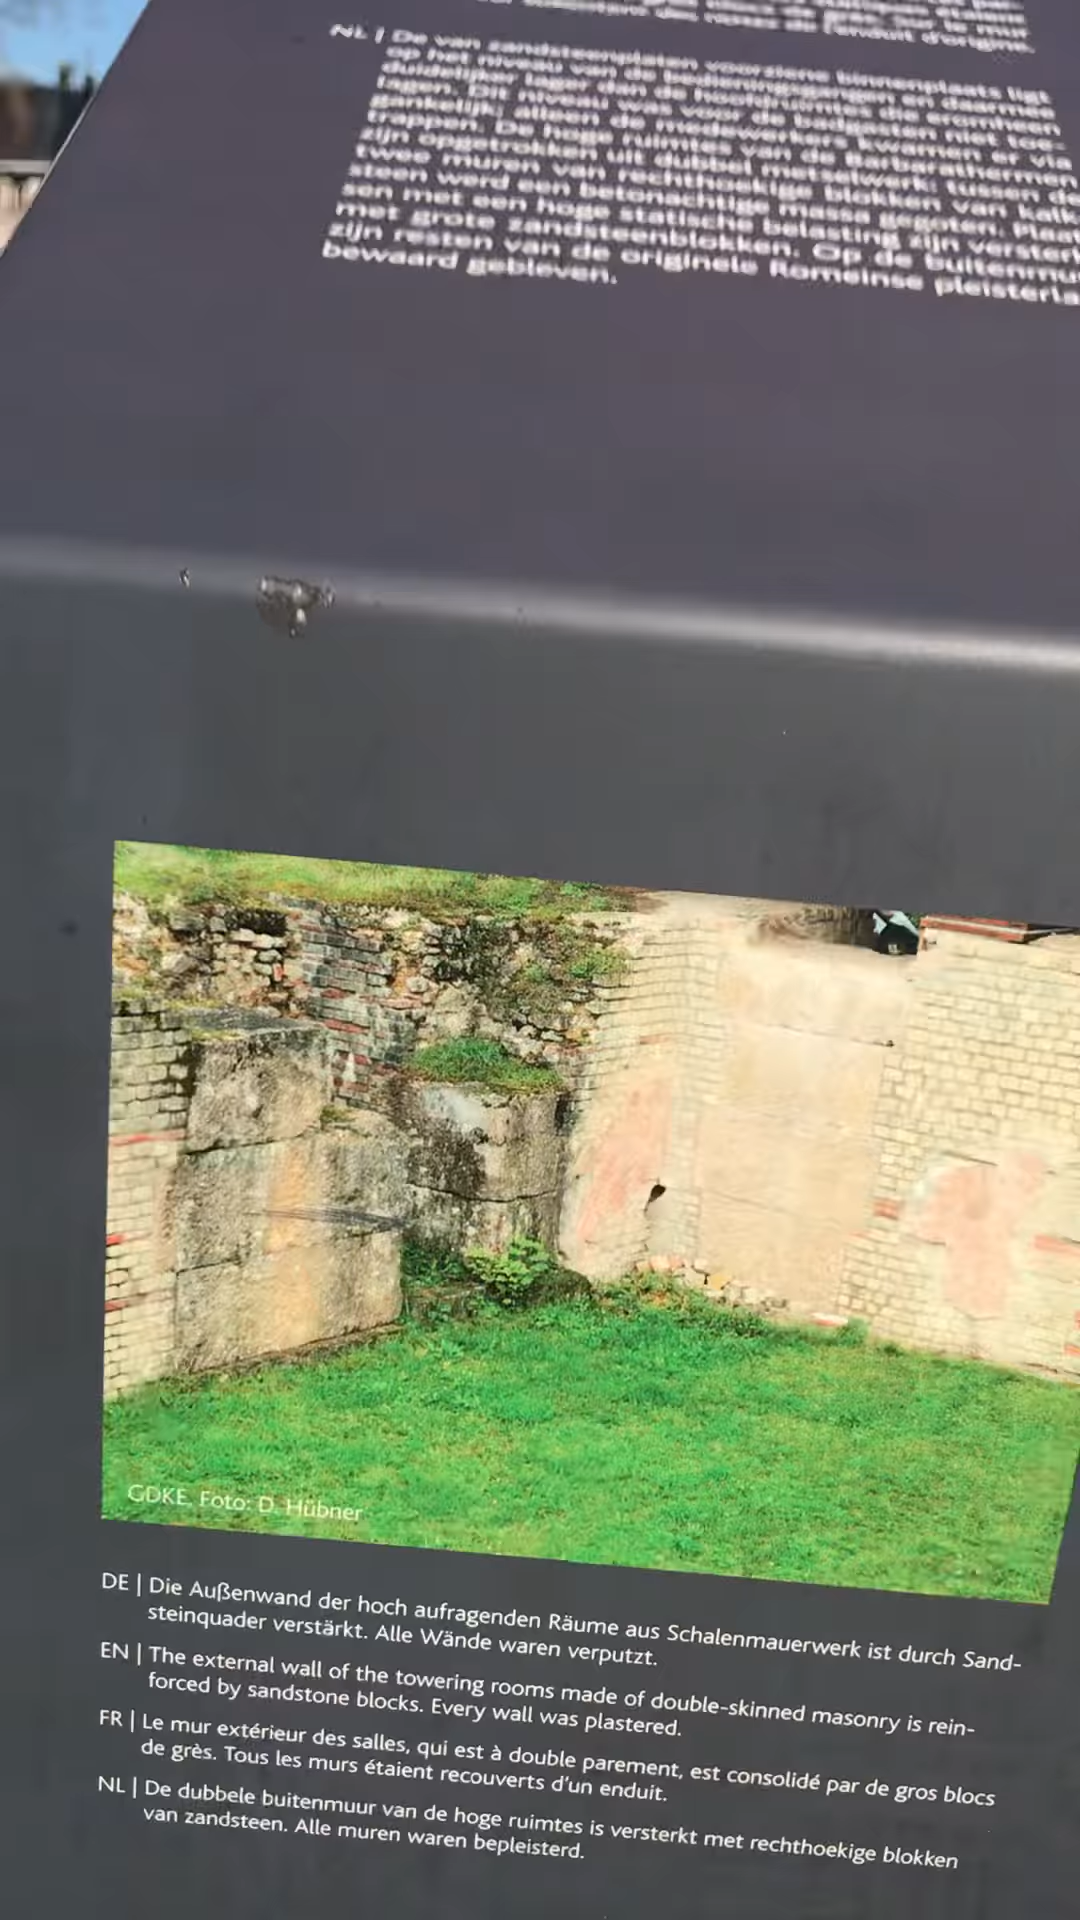 des notes de l'enduit d'origine.
NL | De van zandsteenplaten voorziene binnenplaats ligt
op het niveau van de bedieningsgangen en daarmee
duidelijker lager dan de hoofdruimtes die eromheen
lagen. Dit niveau was voor de badgasten niet toe-
gankelijk; alleen de medewerkers kwamen er via
trappen. De hoge ruimtes van de Barbarathermen
zijn opgetrokken uit dubbel metselwerk: tussen de
twee muren van rechthoekige blokken van kalk-
steen werd een betonachtige massa gegoten.
sen met een hoge statische belasting zijn versterkt
met grote zandsteenblokken. Op de buitenmu
zijn resten van de originele Romeinse pleisterla
bewaard gebleven.
GDKE. Foto: D. Hübner
DE | Die Außenwand der hoch aufragenden Räume aus Schalenmauerwerk ist durch Sand-
steinquader verstärkt. Alle Wände waren verputzt.
EN | The external wall of the towering rooms made of double-skinned masonry is rein-
forced by sandstone blocks. Every wall was plastered.
FR | Le mur extérieur des salles, qui est à double parement, est consolidé par de gros blocs
de grès. Tous les murs étaient recouverts d'un enduit.
NL | De dubbele buitenmuur van de hoge ruimtes is versterkt met rechthoekige blokken
van zandsteen. Alle muren waren bepleisterd.